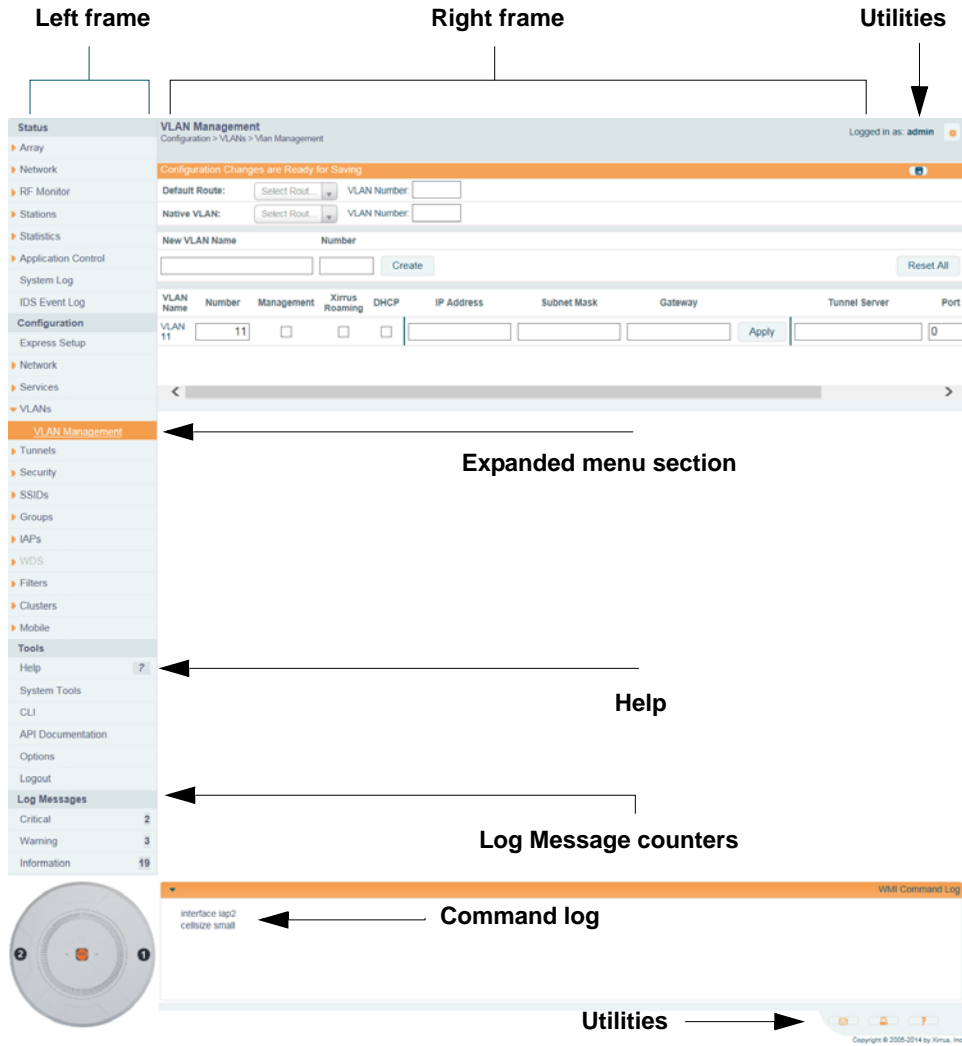 Left frame
Right frame
Utilities
Status
Array
Network
RF Monitor
Stations
Statistics
Application Control
System Log
IDS Event Log
Configuration
Express Setup
Network
Services
VLANs
VLAN Management
Tunnels
Security
SSIDs
Groups
IAPs
WDS
Filters
Clusters
Mobile
Tools
Help ?
System Tools
CLI
API Documentation
Options
Logout
Log Messages
Critical 2
Warning 3
Information 19
VLAN Management
Configuration > VLANs > Vlan Management
Logged in as: admin
Configuration Changes are Ready for Saving
Default Route: Select Rout... VLAN Number:
Native VLAN: Select Rout... VLAN Number:
New VLAN Name Number
Create Reset All
VLAN Name Number Management Xirrus Roaming DHCP IP Address Subnet Mask Gateway Tunnel Server Port
VLAN 11 11 Apply 0
Expanded menu section
Help
Log Message counters
WMI Command Log
interface iap2
cellsize small
Command log
2 1
Utilities
?
Copyright © 2005-2014 by Xirrus, Inc